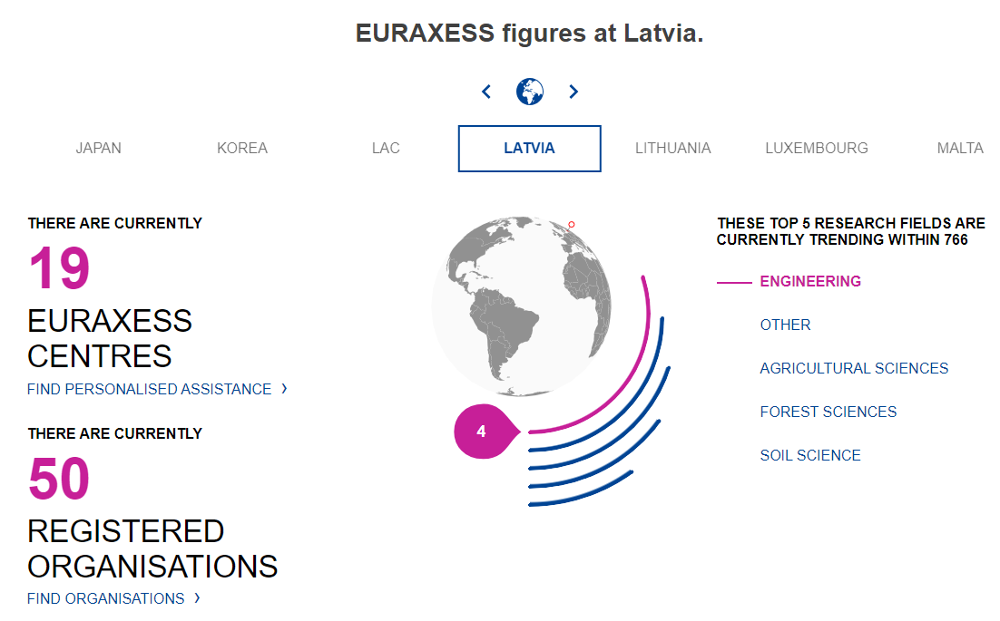 EURAXESS figures at Latvia.
JAPAN
KOREA
LAC
LATVIA
LITHUANIA
LUXEMBOURG
MALTA
THERE ARE CURRENTLY
19
EURAXESS
CENTRES
FIND PERSONALISED ASSISTANCE
THERE ARE CURRENTLY
50
REGISTERED
ORGANISATIONS
FIND ORGANISATIONS
4
THESE TOP 5 RESEARCH FIELDS ARE
CURRENTLY TRENDING WITHIN 766
ENGINEERING
OTHER
AGRICULTURAL SCIENCES
FOREST SCIENCES
SOIL SCIENCE